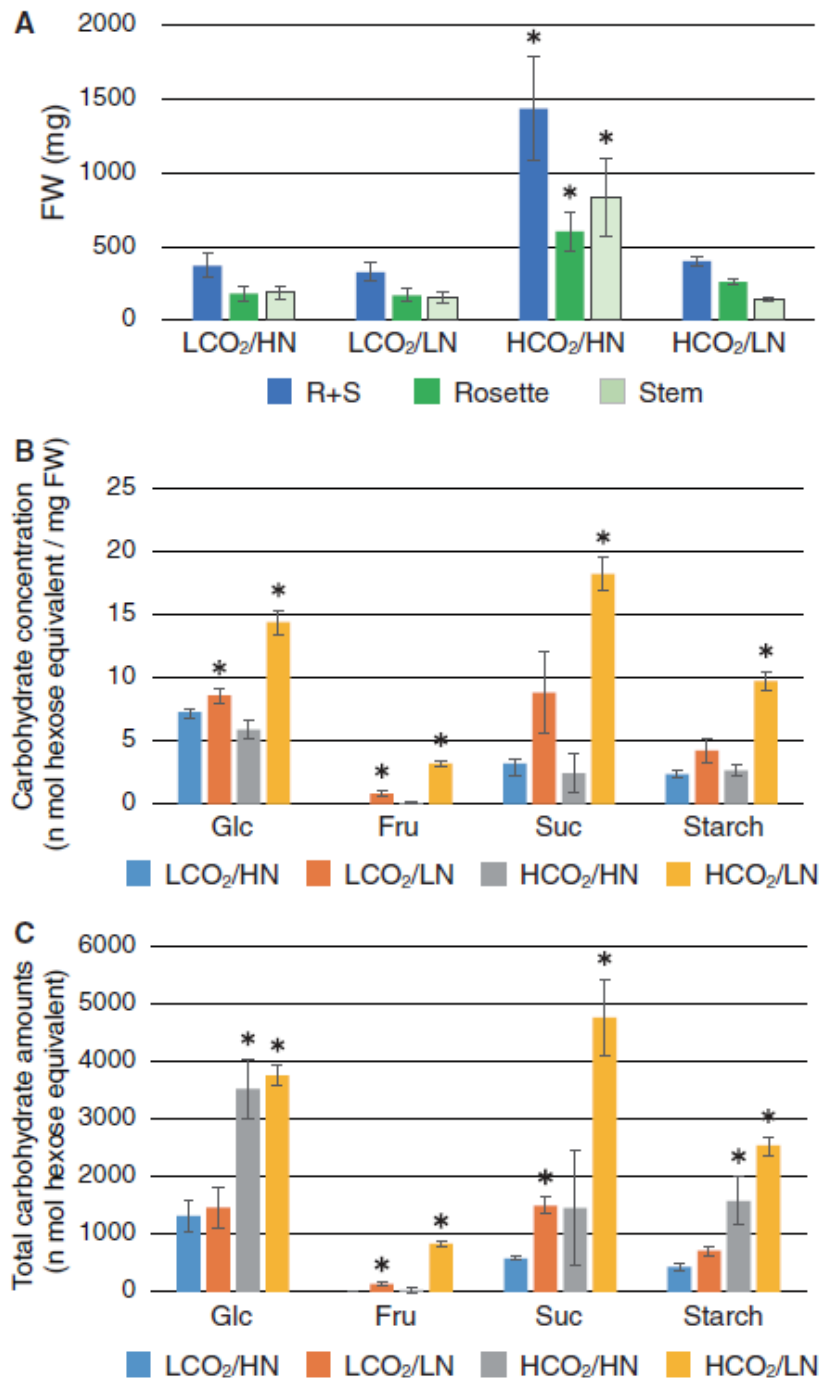 A
2000
1500
1000
500
0
FW (mg)
* * *
LCO₂/HN LCO₂/LN HCO₂/HN HCO₂/LN
R+S Rosette Stem
B
Carbohydrate concentration
(n mol hexose equivalent / mg FW)
25
20
15
10
5
0
* * * * * *
Glc Fru Suc Starch
LCO₂/HN LCO₂/LN HCO₂/HN HCO₂/LN
C
Total carbohydrate amounts
(n mol hexose equivalent)
6000
5000
4000
3000
2000
1000
0
* * * * * * * *
Glc Fru Suc Starch
LCO₂/HN LCO₂/LN HCO₂/HN HCO₂/LN